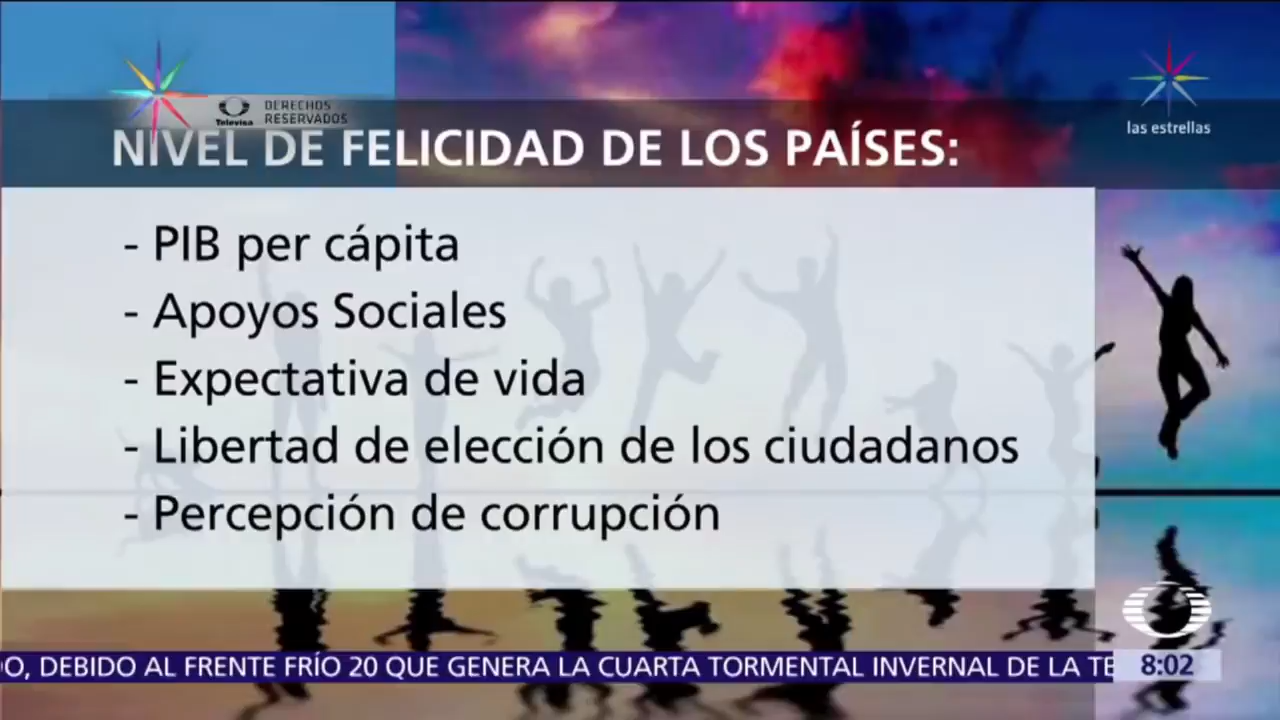 DERECHOS
Televisa RESERVADOS
las estrellas
NIVEL DE FELICIDAD DE LOS PAÍSES:
- PIB per cápita
- Apoyos Sociales
- Expectativa de vida
- Libertad de elección de los ciudadanos
- Percepción de corrupción
DO, DEBIDO AL FRENTE FRÍO 20 QUE GENERA LA CUARTA TORMENTAL INVERNAL DE LA TE
8:02